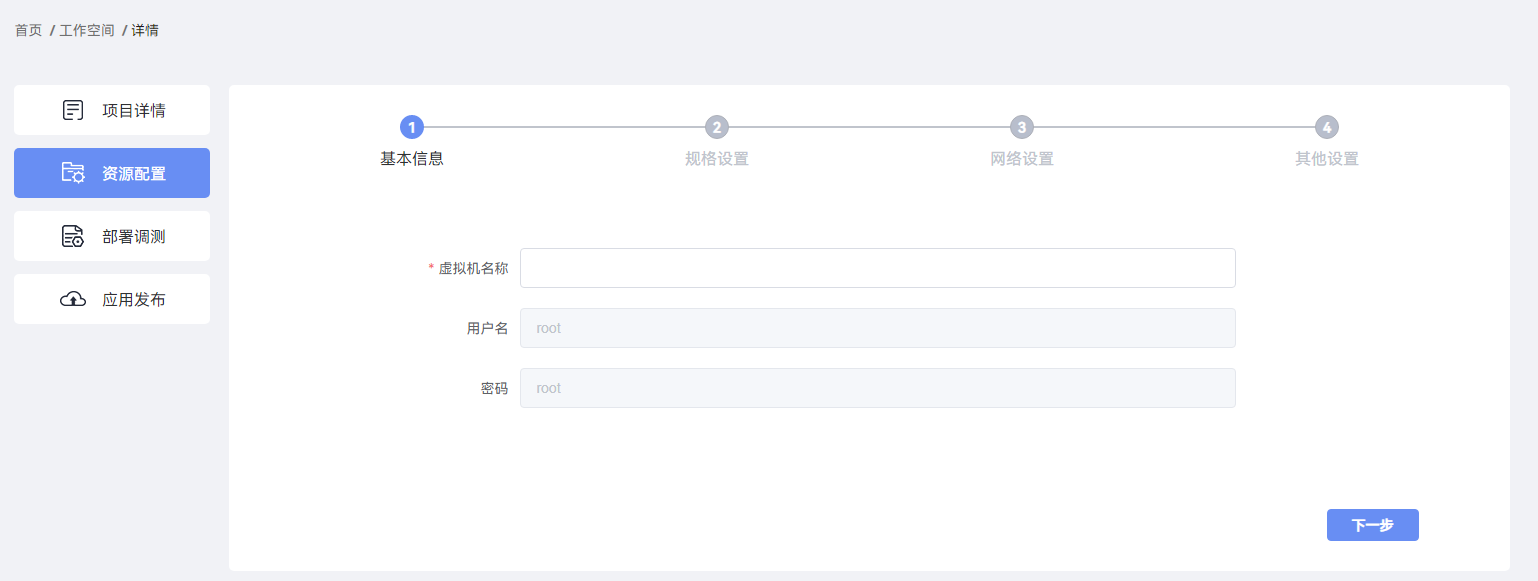 首页 / 工作空间 / 详情
项目详情
资源配置
部署调测
应用发布
1 2 3 4
基本信息 规格设置 网络设置 其他设置
* 虚拟机名称
用户名 root
密码 root
下一步